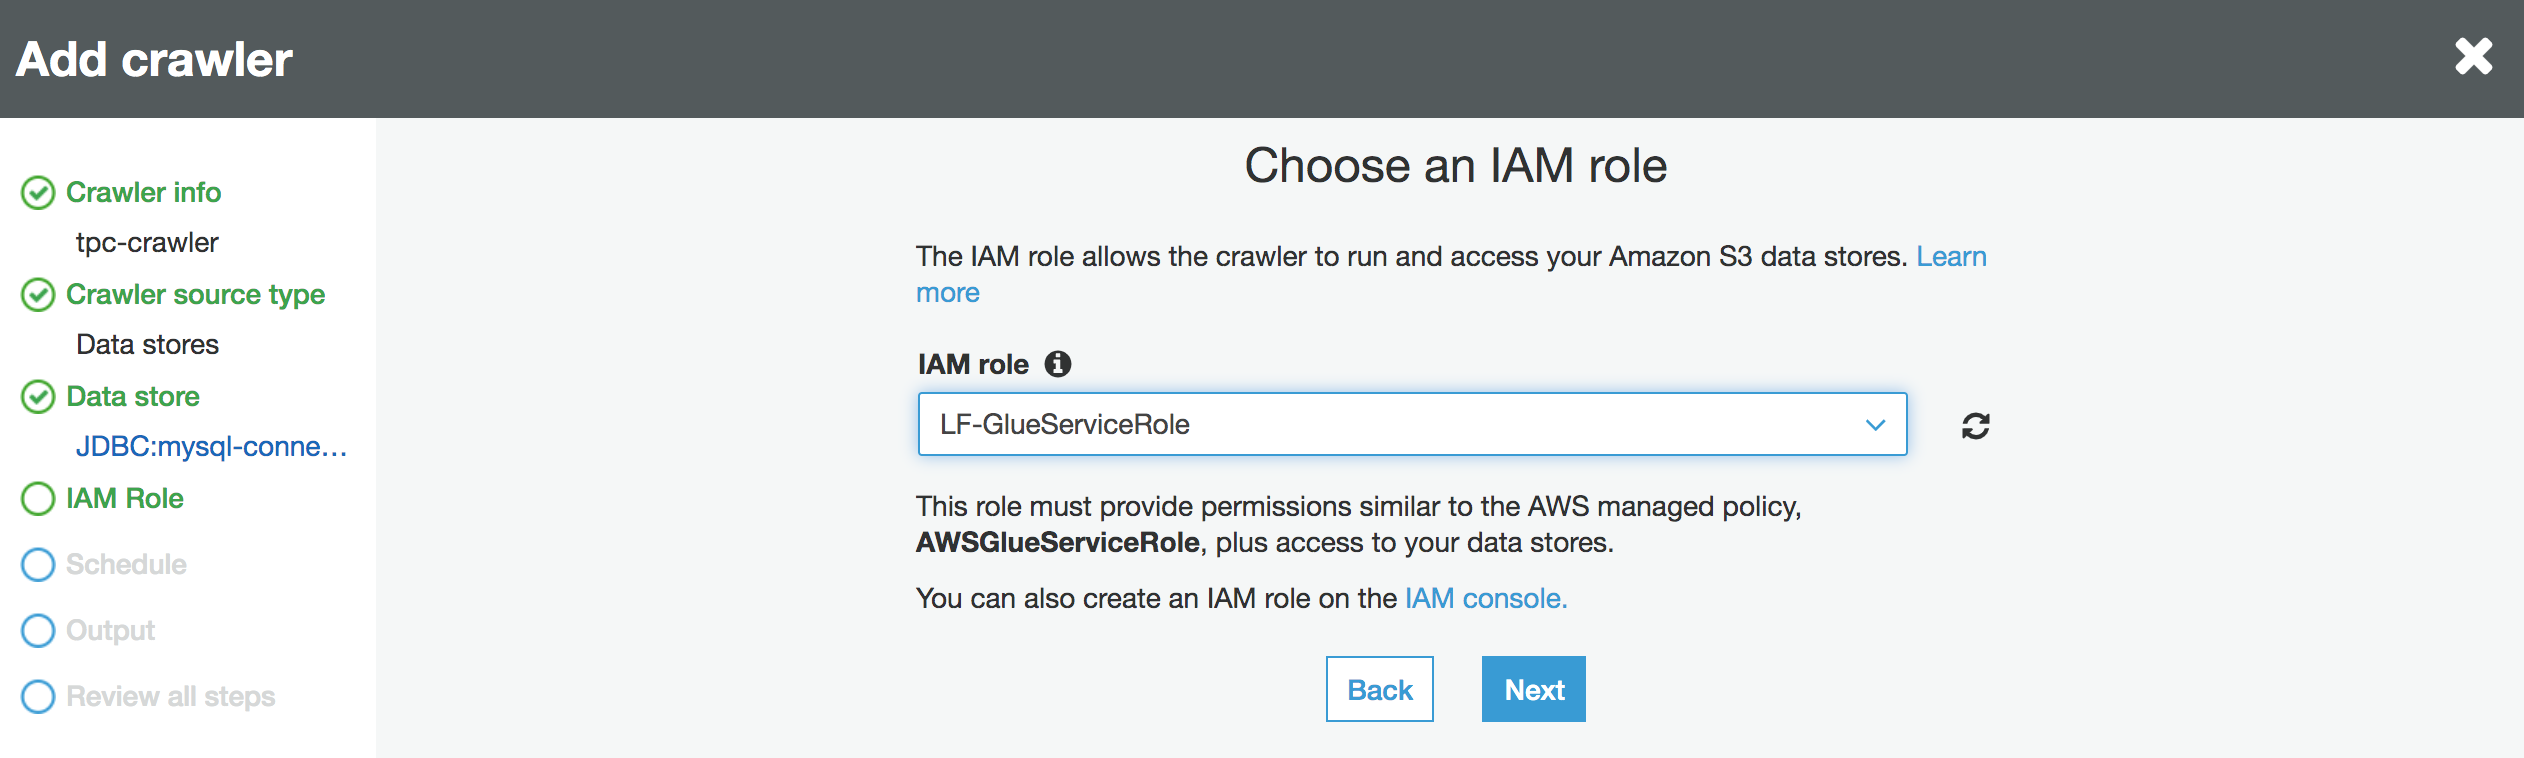 Add crawler
Crawler info
tpc-crawler
Crawler source type
Data stores
Data store
JDBC:mysql-conne...
IAM Role
Schedule
Output
Review all steps
Choose an IAM role
The IAM role allows the crawler to run and access your Amazon S3 data stores. Learn
more
IAM role
LF-GlueServiceRole
This role must provide permissions similar to the AWS managed policy,
AWSGlueServiceRole, plus access to your data stores.
You can also create an IAM role on the IAM console.
Back
Next